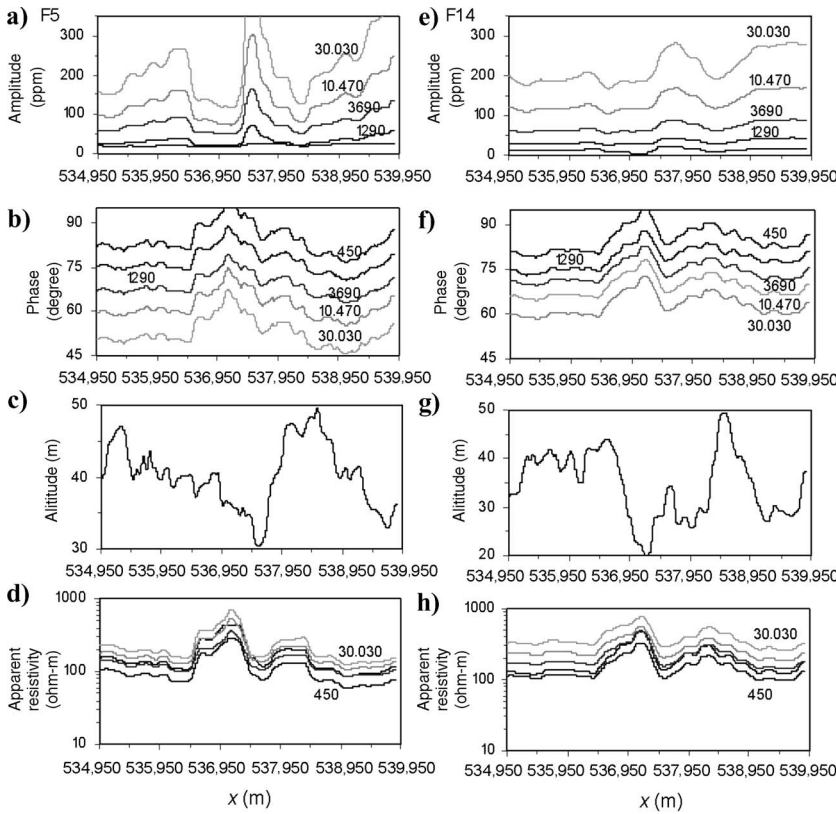 a) F5
Amplitude
(ppm)
300
200
100
0
30.030
10.470
3690
1290
534,950 535,950 536,950 537,950 538,950 539.950
b)
Phase
(degree)
90
75
60
45
450
1290
3690
10.470
30.030
534,950 535,950 536,950 537,950 538,950 539.950
c)
Alititude (m)
50
40
30
534,950 535,950 536,950 537,950 538,950 539,950
d)
Apparent
resistivity
(ohm-m)
1000
100
10
30.030
450
534,950 535,950 536,950 537,950 538,950 539,950
x (m)
e) F14
Amplitude
(ppm)
300
200
100
0
30.030
10.470
3690
1290
534,950 535,950 536,950 537,950 538,950 539.950
f)
Phase
(degree)
90
75
60
45
450
1290
3690
10.470
30.030
534,950 535,950 536,950 537,950 538,950 539.950
g)
Alititude (m)
50
40
30
20
534,950 535,950 536,950 537,950 538,950 539,950
h)
Apparent
resistivity
(ohm-m)
1000
100
10
30.030
450
534,950 535,950 536,950 537,950 538,950 539,950
x (m)